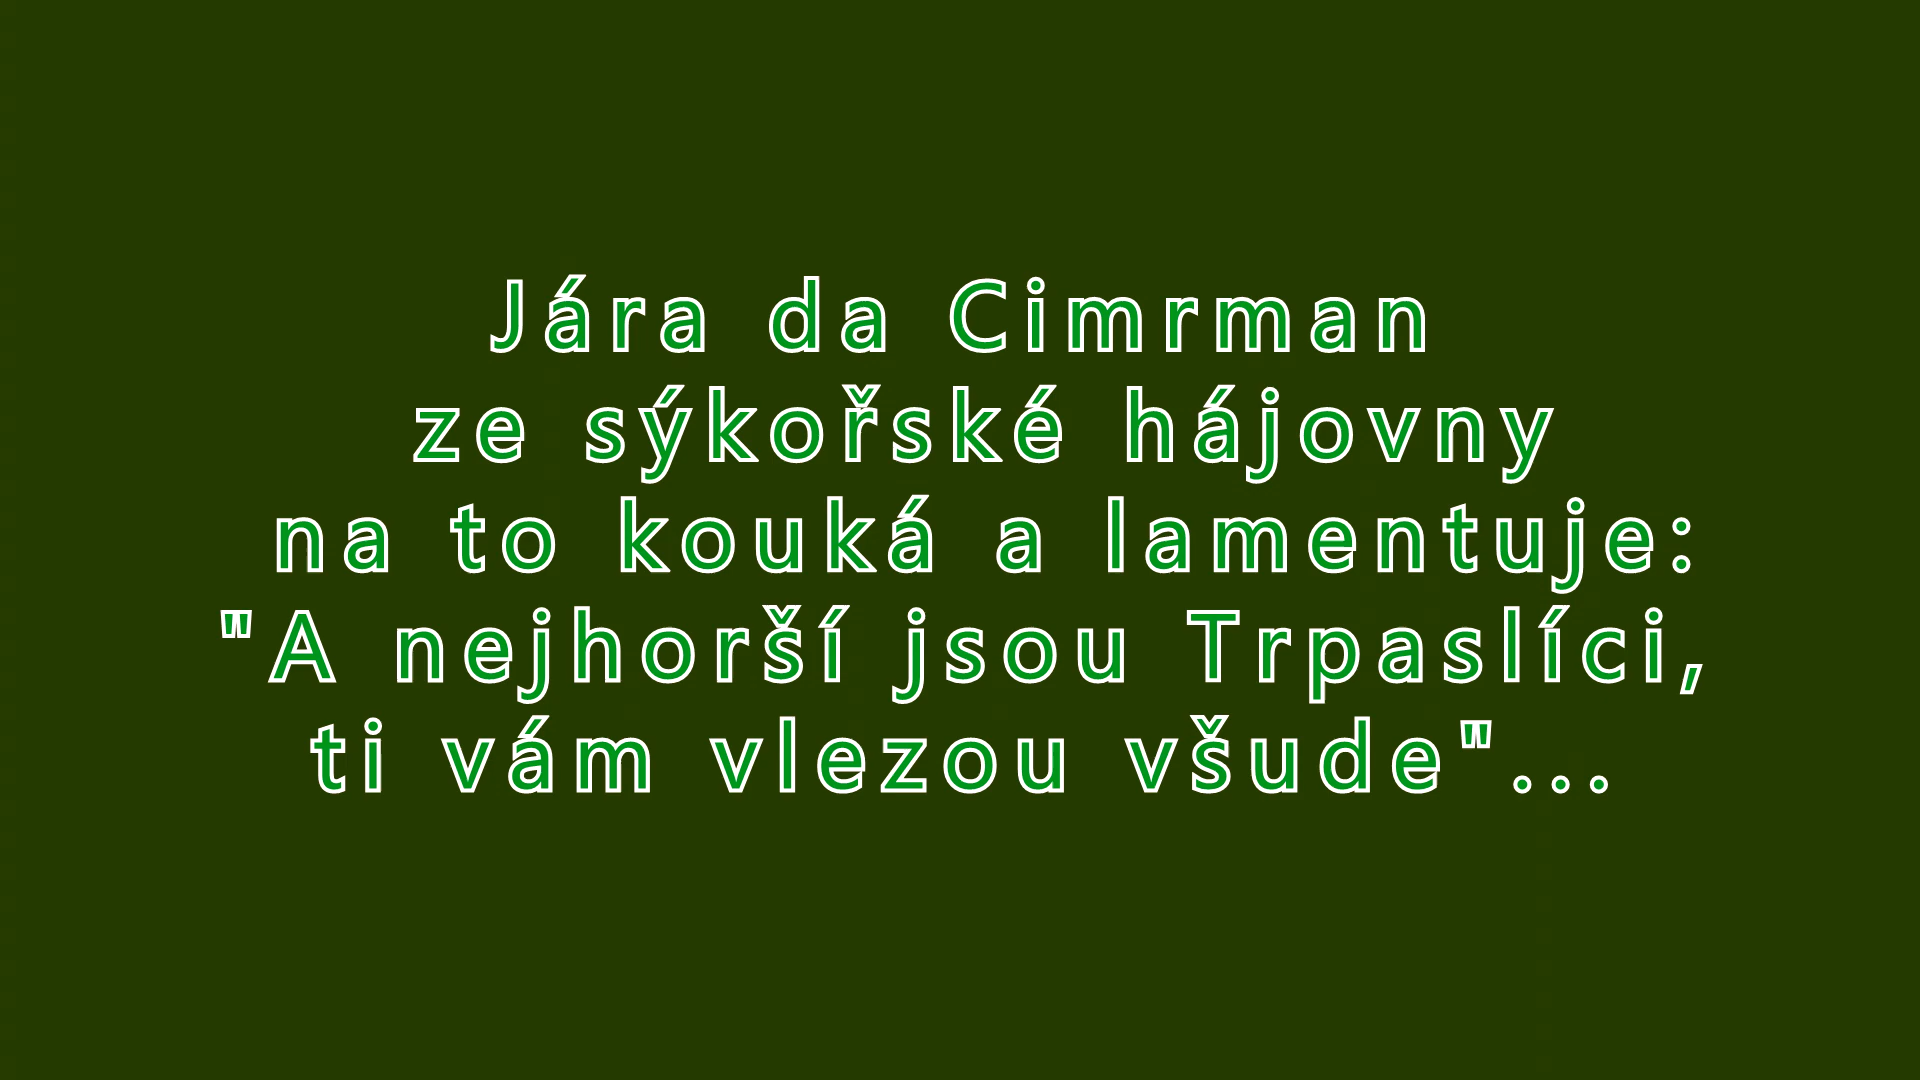 Jára da Cimrman
ze sýkořské hájovny
na to kouká a lamentuje:
"A nejhorší jsou Trpaslíci,
ti vám vlezou všude"...